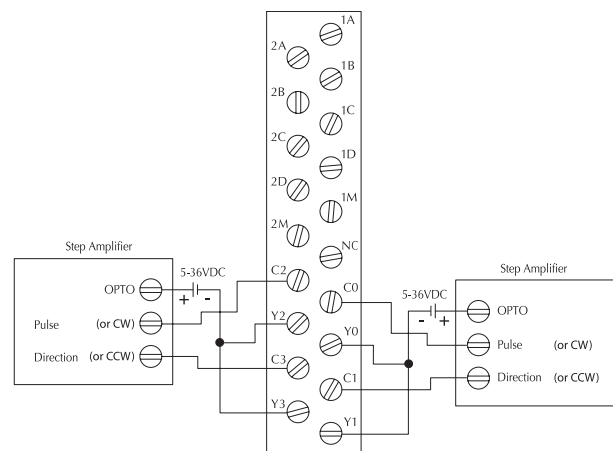 1A
2A
1B
2B
1C
2C
1D
2D
1M
2M
NC
Step Amplifier
5-36VDC
OPTO
+ -
Pulse (or CW)
Direction (or CCW)
C2
C0
Y2
Y0
C3
C1
Y3
Y1
Step Amplifier
5-36VDC
- +
OPTO
Pulse (or CW)
Direction (or CCW)